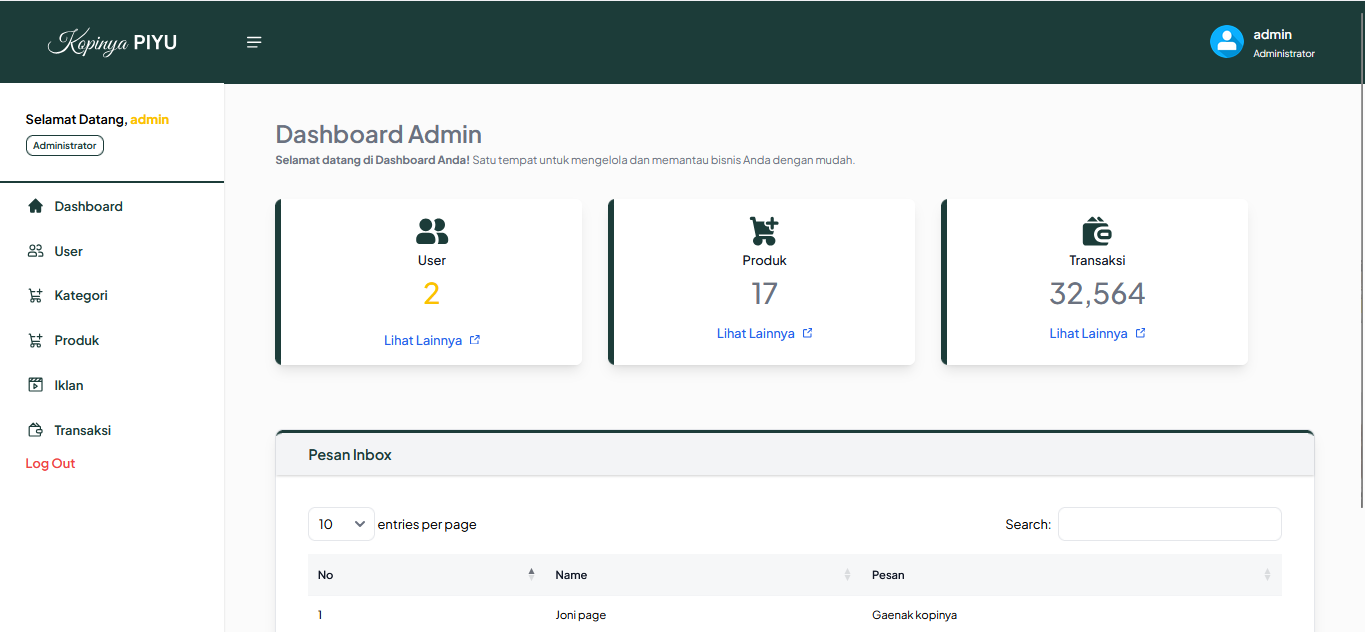 Kopinya PIYU
admin
Administrator
Selamat Datang, admin
Administrator
Dashboard
User
Kategori
Produk
Iklan
Transaksi
Log Out
Dashboard Admin
Selamat datang di Dashboard Anda! Satu tempat untuk mengelola dan memantau bisnis Anda dengan mudah.
User
2
Lihat Lainnya
Produk
17
Lihat Lainnya
Transaksi
32,564
Lihat Lainnya
Pesan Inbox
10 entries per page
Search:
No Name Pesan
1 Joni page Gaenak kopinya